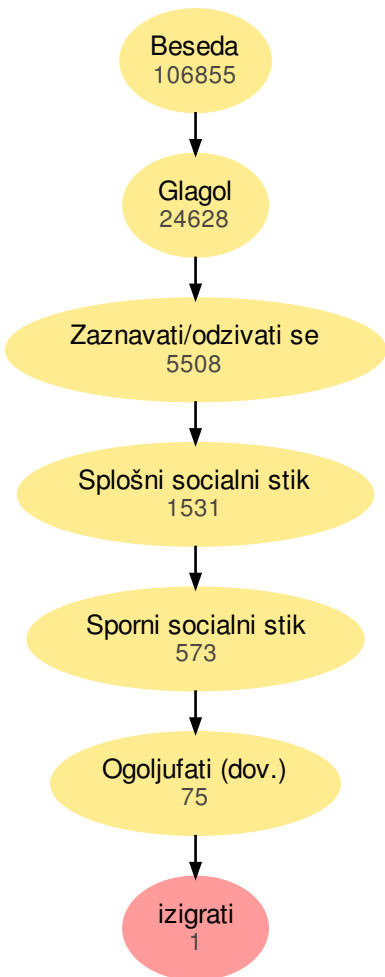 Beseda
106855
Glagol
24628
Zaznavati/odzivati se
5508
Splošni socialni stik
1531
Sporni socialni stik
573
Ogoljufati (dov.)
75
izigrati
1